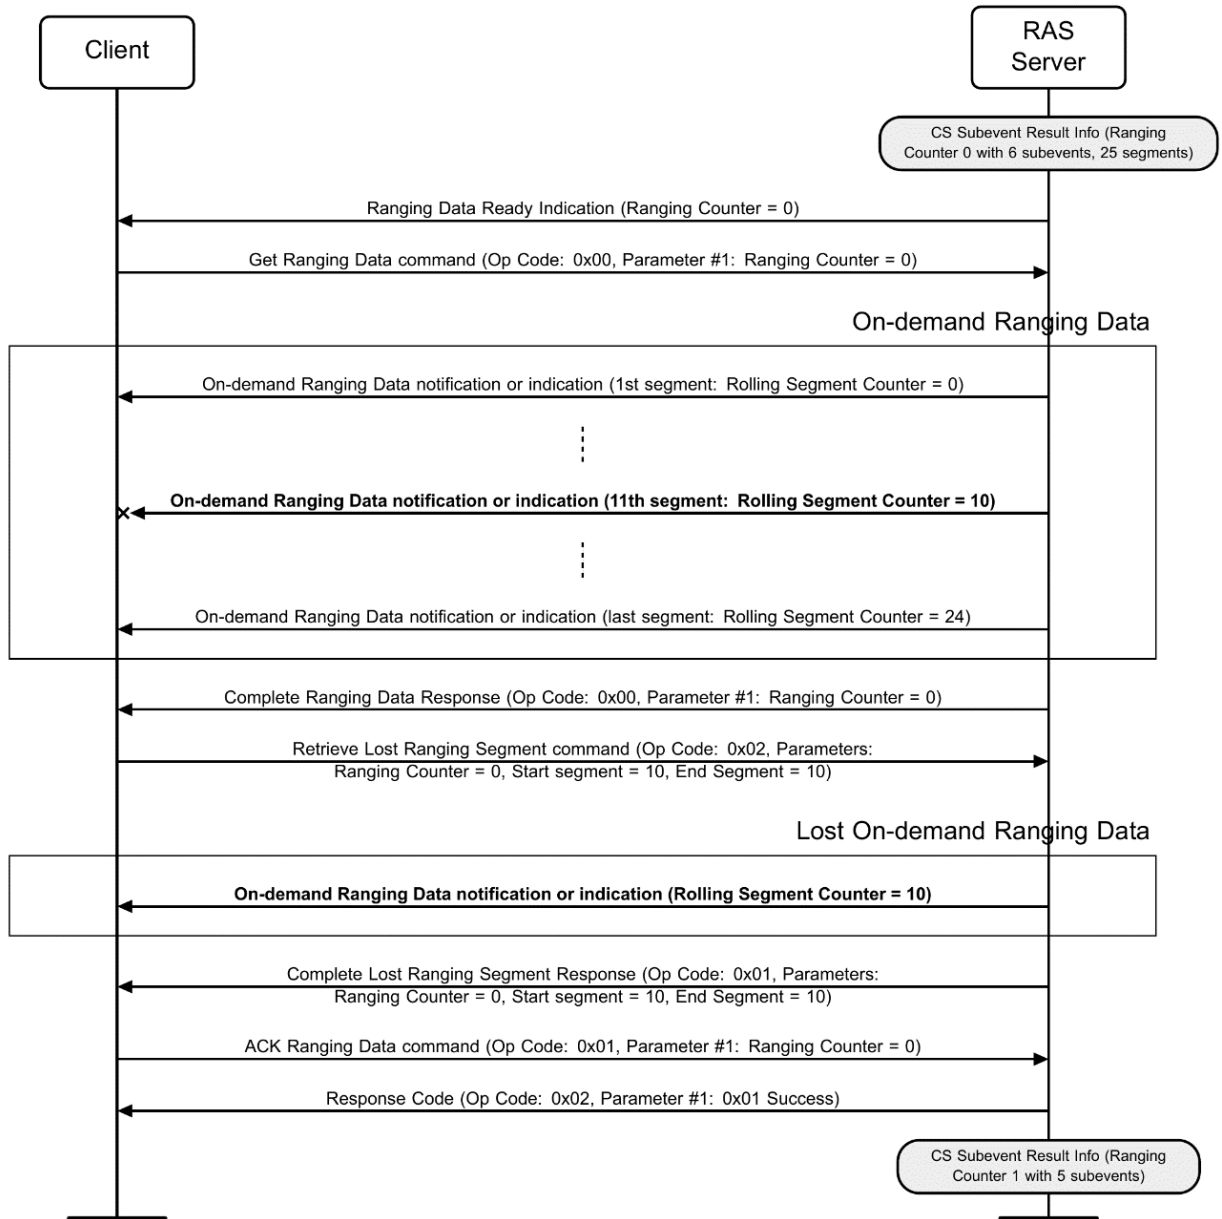 Client
RAS
Server
CS Subevent Result Info (Ranging
Counter 0 with 6 subevents, 25 segments)
Ranging Data Ready Indication (Ranging Counter = 0)
Get Ranging Data command (Op Code: 0x00, Parameter #1: Ranging Counter = 0)
On-demand Ranging Data
On-demand Ranging Data notification or indication (1st segment: Rolling Segment Counter = 0)
On-demand Ranging Data notification or indication (11th segment: Rolling Segment Counter = 10)
On-demand Ranging Data notification or indication (last segment: Rolling Segment Counter = 24)
Complete Ranging Data Response (Op Code: 0x00, Parameter #1: Ranging Counter = 0)
Retrieve Lost Ranging Segment command (Op Code: 0x02, Parameters:
Ranging Counter = 0, Start segment = 10, End Segment = 10)
Lost On-demand Ranging Data
On-demand Ranging Data notification or indication (Rolling Segment Counter = 10)
Complete Lost Ranging Segment Response (Op Code: 0x01, Parameters:
Ranging Counter = 0, Start segment = 10, End Segment = 10)
ACK Ranging Data command (Op Code: 0x01, Parameter #1: Ranging Counter = 0)
Response Code (Op Code: 0x02, Parameter #1: 0x01 Success)
CS Subevent Result Info (Ranging
Counter 1 with 5 subevents)